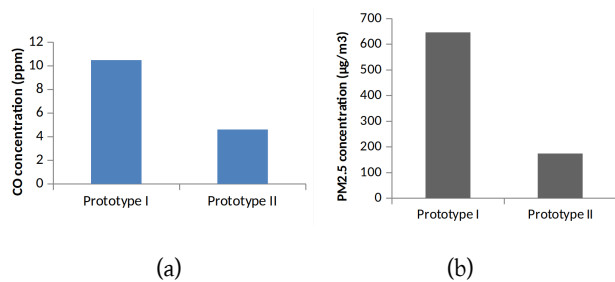 CO concentration (ppm)
12
10
8
6
4
2
0
Prototype I
Prototype II
(a)
PM2.5 concentration (µg/m3)
700
600
500
400
300
200
100
0
Prototype I
Prototype II
(b)